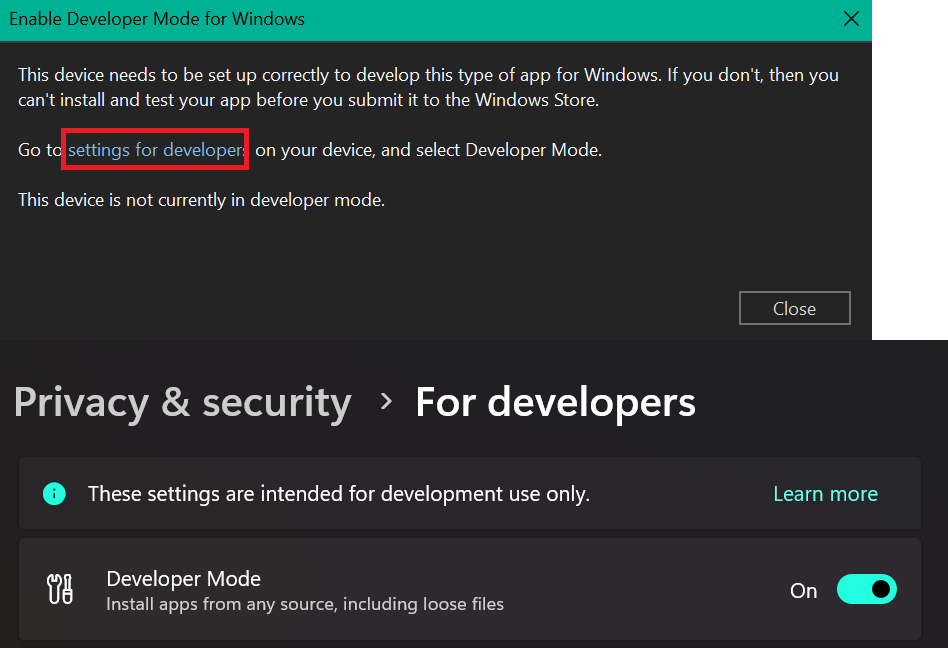 Enable Developer Mode for Windows
This device needs to be set up correctly to develop this type of app for Windows. If you don't, then you
can't install and test your app before you submit it to the Windows Store.
Go to settings for developers on your device, and select Developer Mode.
This device is not currently in developer mode.
Close
Privacy & security > For developers
These settings are intended for development use only. Learn more
Developer Mode
Install apps from any source, including loose files
On